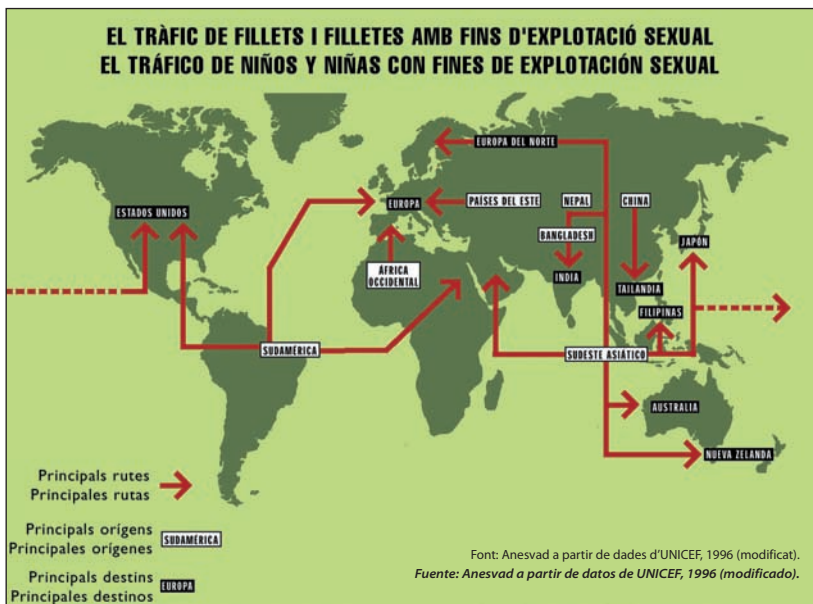 EL TRÀFIC DE FILLETS I FILLETES AMB FINS D'EXPLOTACIÓ SEXUAL
EL TRÁFICO DE NIÑOS Y NIÑAS CON FINES DE EXPLOTACIÓN SEXUAL
EUROPA DEL NORTE
EUROPA
PAÍSES DEL ESTE
NEPAL
CHINA
ESTADOS UNIDOS
BANGLADESH
JAPÓN
ÁFRICA
OCCIDENTAL
INDIA
TAILANDIA
FILIPINAS
SUDAMÉRICA
SUDESTE ASIÁTICO
AUSTRALIA
NUEVA ZELANDA
Principals rutes
Principales rutas
Principals orígens
Principales orígenes
SUDAMÉRICA
Principals destins
Principales destinos
EUROPA
Font: Anesvad a partir de dades d'UNICEF, 1996 (modificat).
Fuente: Anesvad a partir de datos de UNICEF, 1996 (modificado).